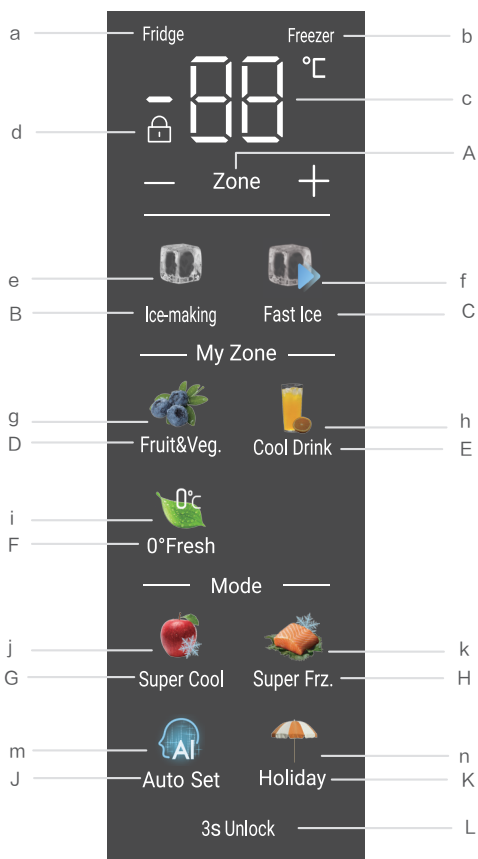 a Fridge Freezer b
-88 °C c
d
— Zone + A
e f
B Ice-making Fast Ice C
My Zone
g h
D Fruit&Veg. Cool Drink E
i 0°c
F 0°Fresh
Mode
j k
G Super Cool Super Frz. H
m AI n
J Auto Set Holiday K
3s Unlock L